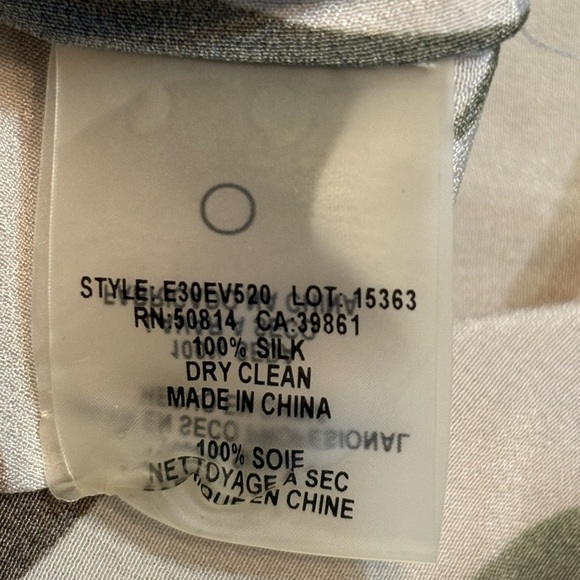 STYLE: E30EV520 LOT: 15363
RN:50814 CA:39861
100% SILK
DRY CLEAN
MADE IN CHINA
100% SOIE
NETTOYAGE À SEC
EN CHINE